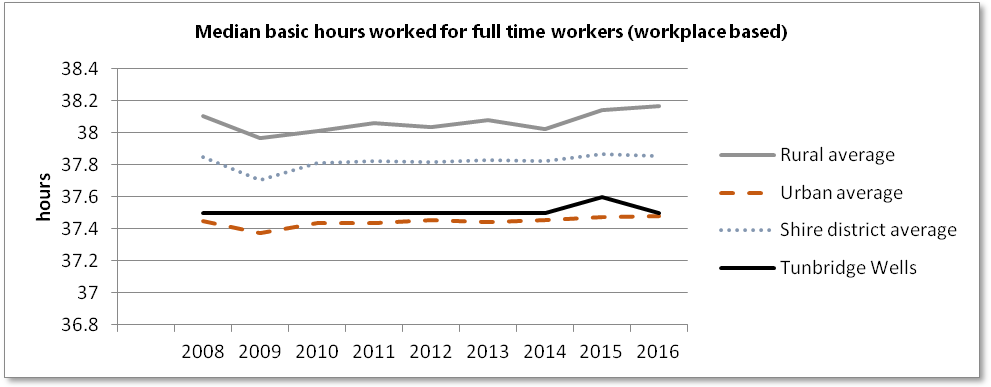 Median basic hours worked for full time workers (workplace based)
38.4
38.2
38
37.8
37.6
37.4
37.2
37
36.8
hours
2008 2009 2010 2011 2012 2013 2014 2015 2016
Rural average
Urban average
Shire district average
Tunbridge Wells